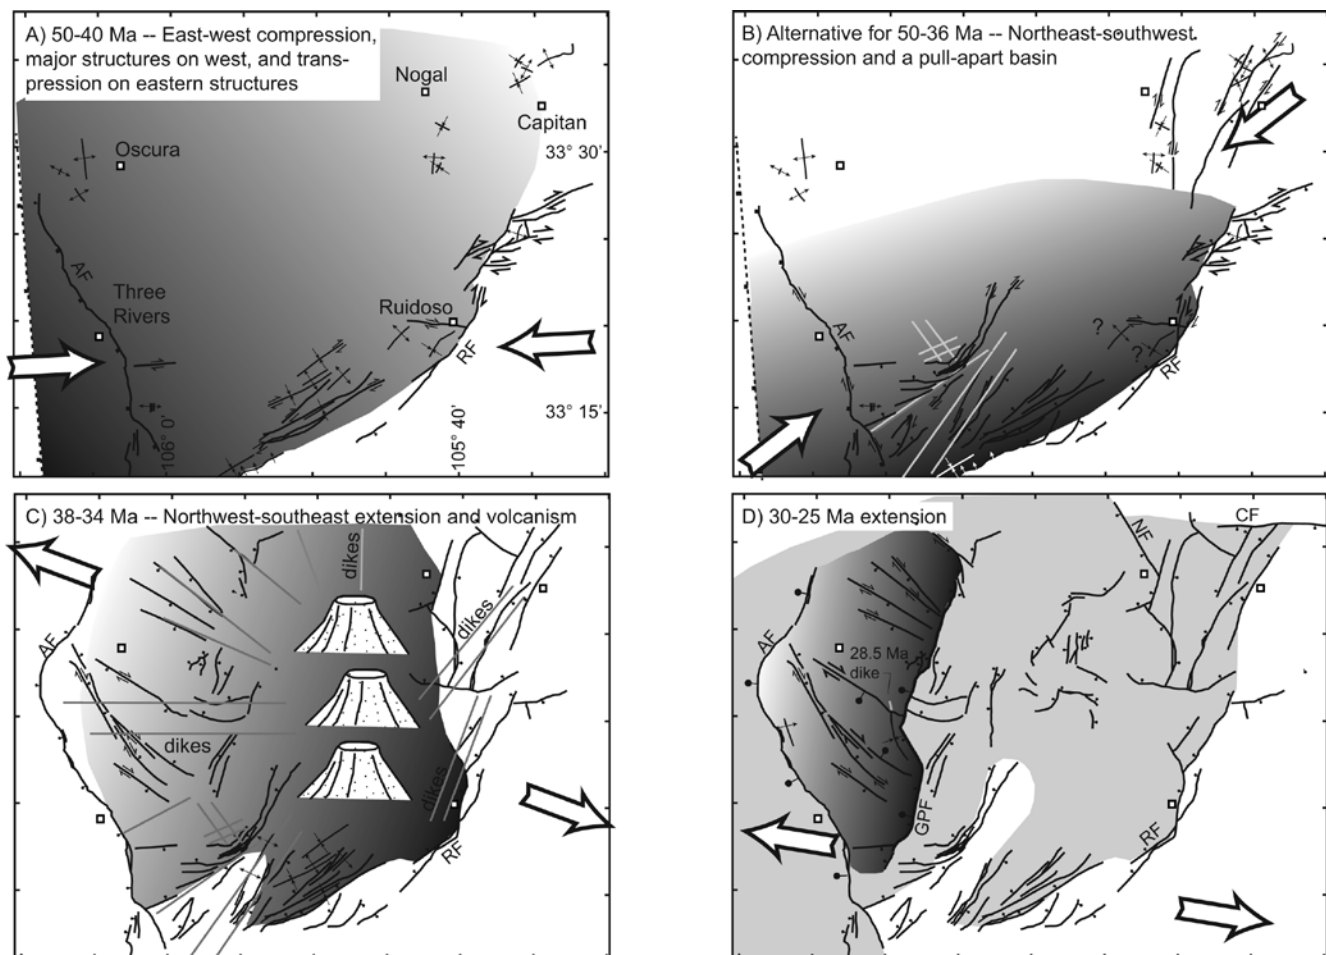 A) 50-40 Ma -- East-west compression,
major structures on west, and trans-
pression on eastern structures
Nogal
Capitan
Oscura
33° 30'
AF
Three
Rivers
Ruidoso
RF
33° 15'
106° 0'
105° 40'
B) Alternative for 50-36 Ma -- Northeast-southwest
compression and a pull-apart basin
AF
?
?
RF
C) 38-34 Ma -- Northwest-southeast extension and volcanism
dikes
dikes
AF
dikes
dikes
RF
D) 30-25 Ma extension
NF
CF
AF
28.5 Ma
dike
GPF
RF